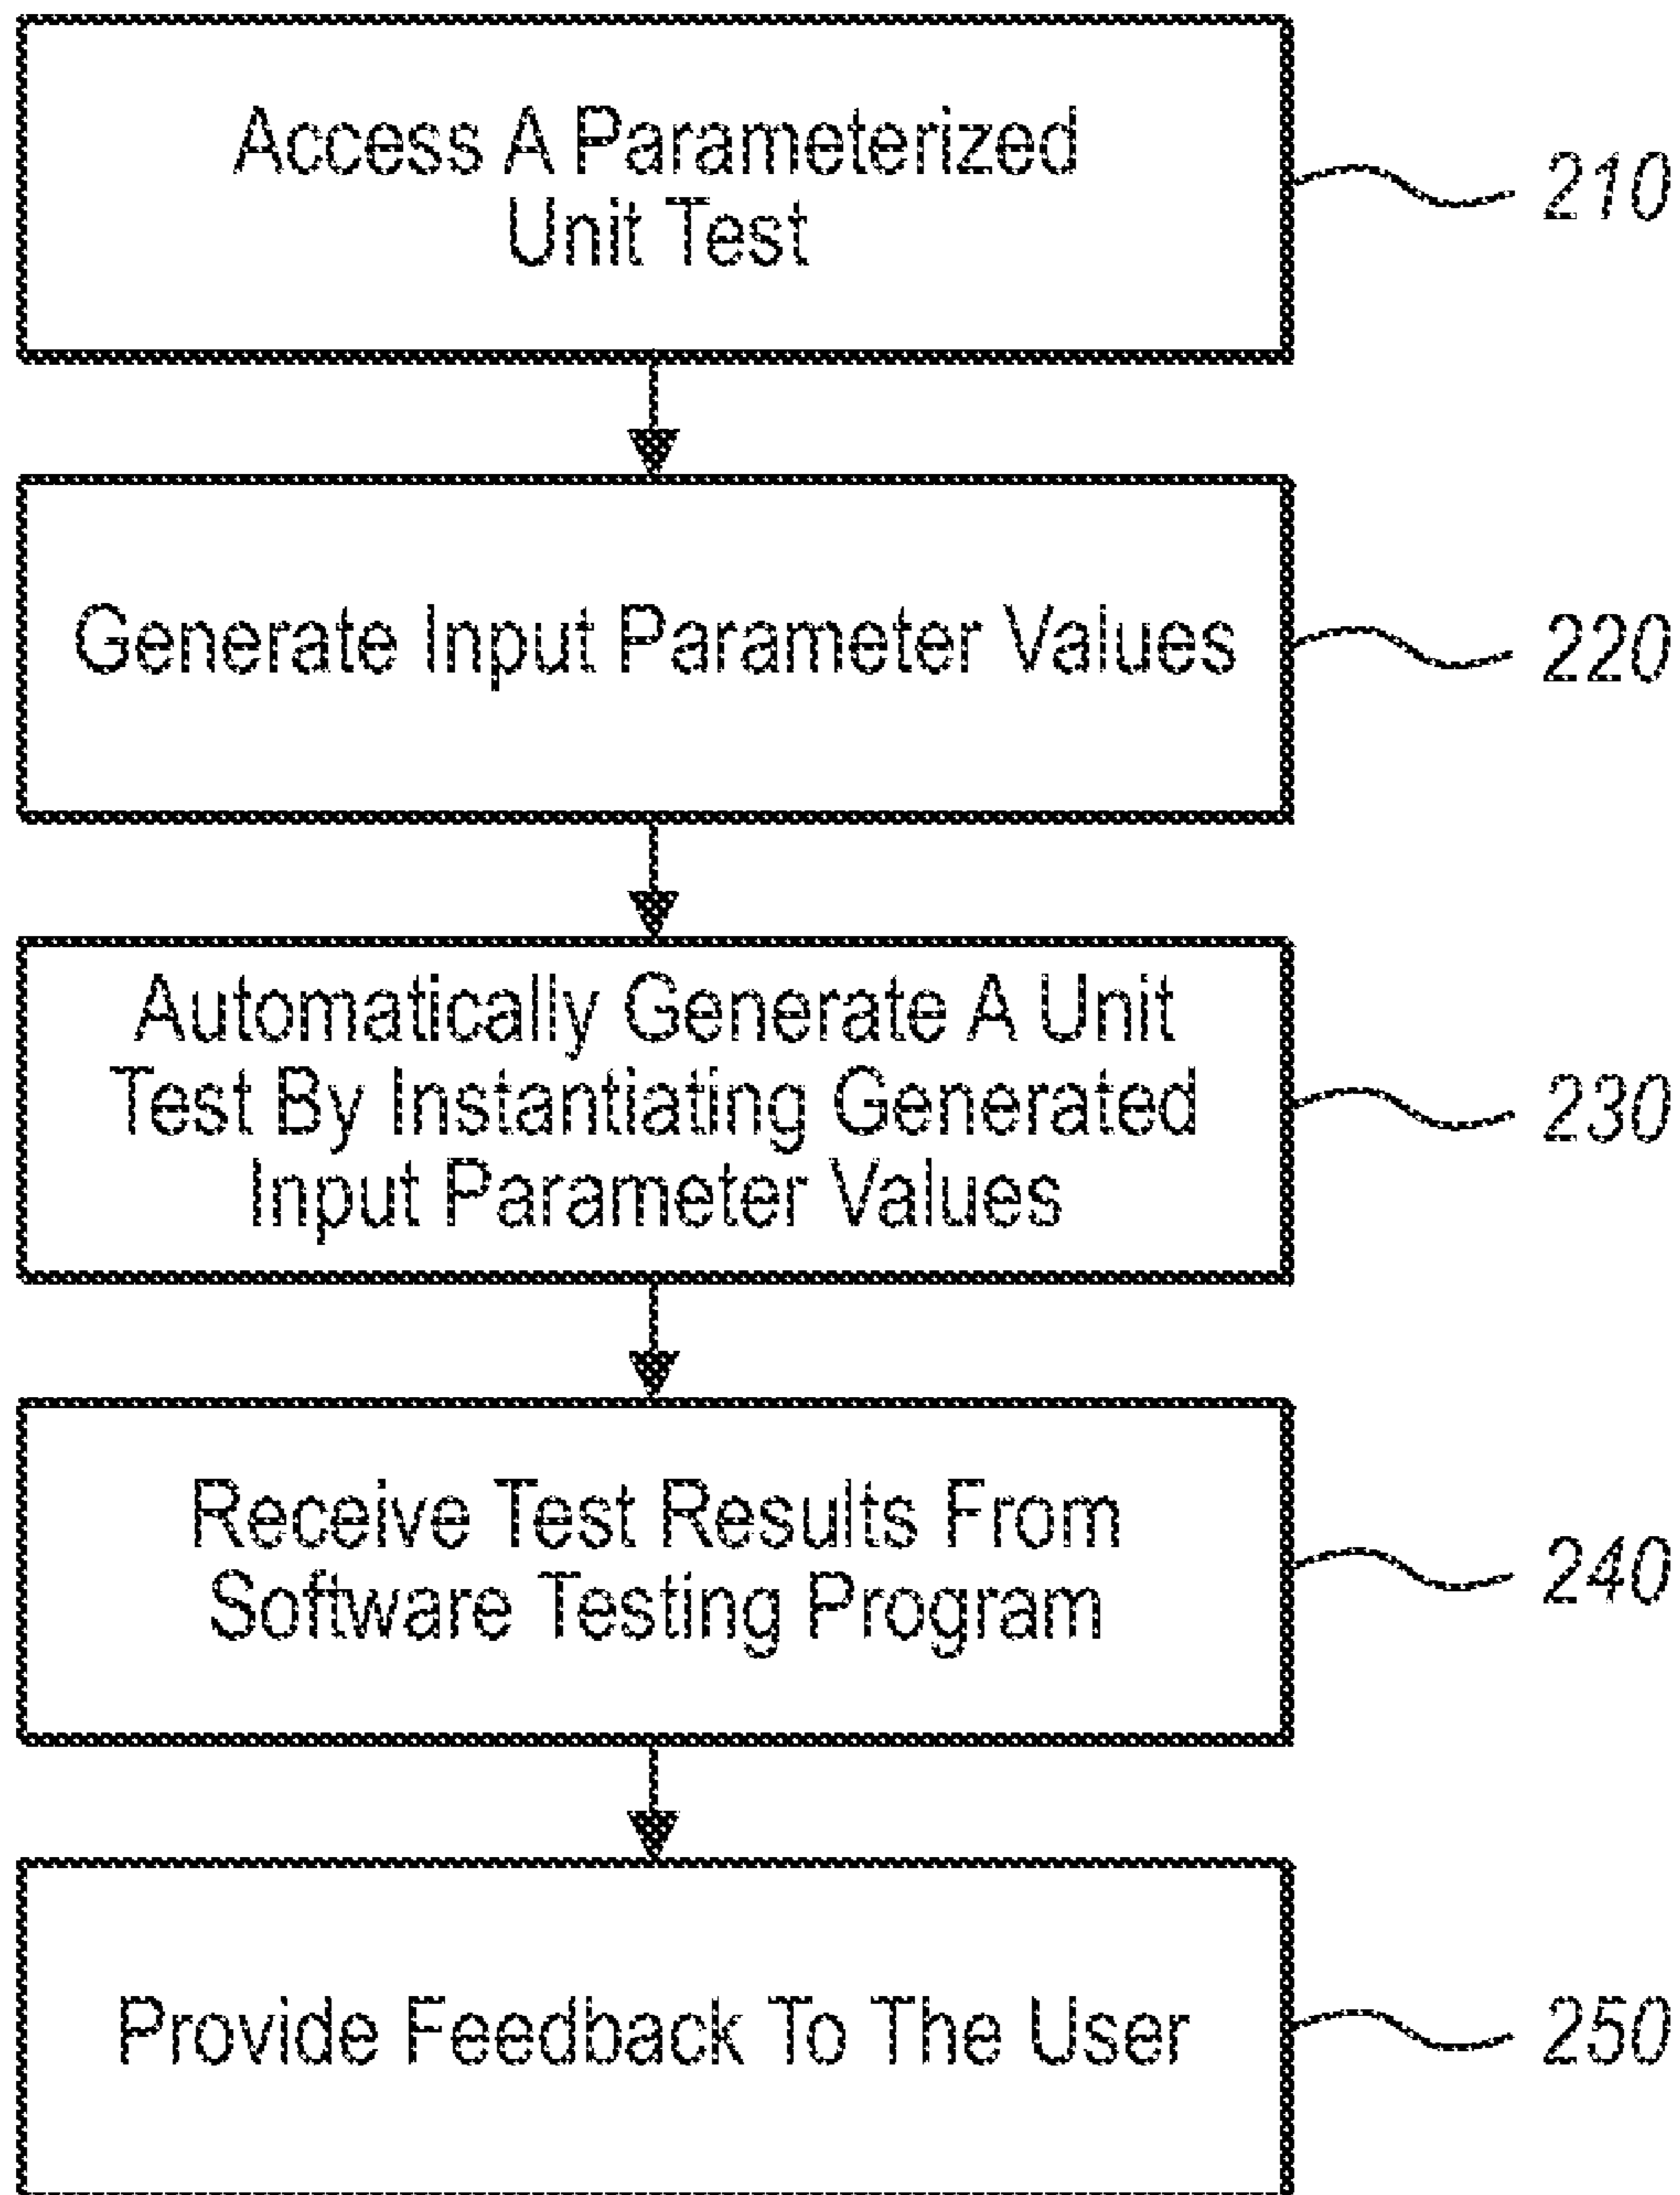 Access A Parameterized
Unit Test
210
Generate Input Parameter Values
220
Automatically Generate A Unit
Test By Instantiating Generated
Input Parameter Values
230
Receive Test Results From
Software Testing Program
240
Provide Feedback To The User
250